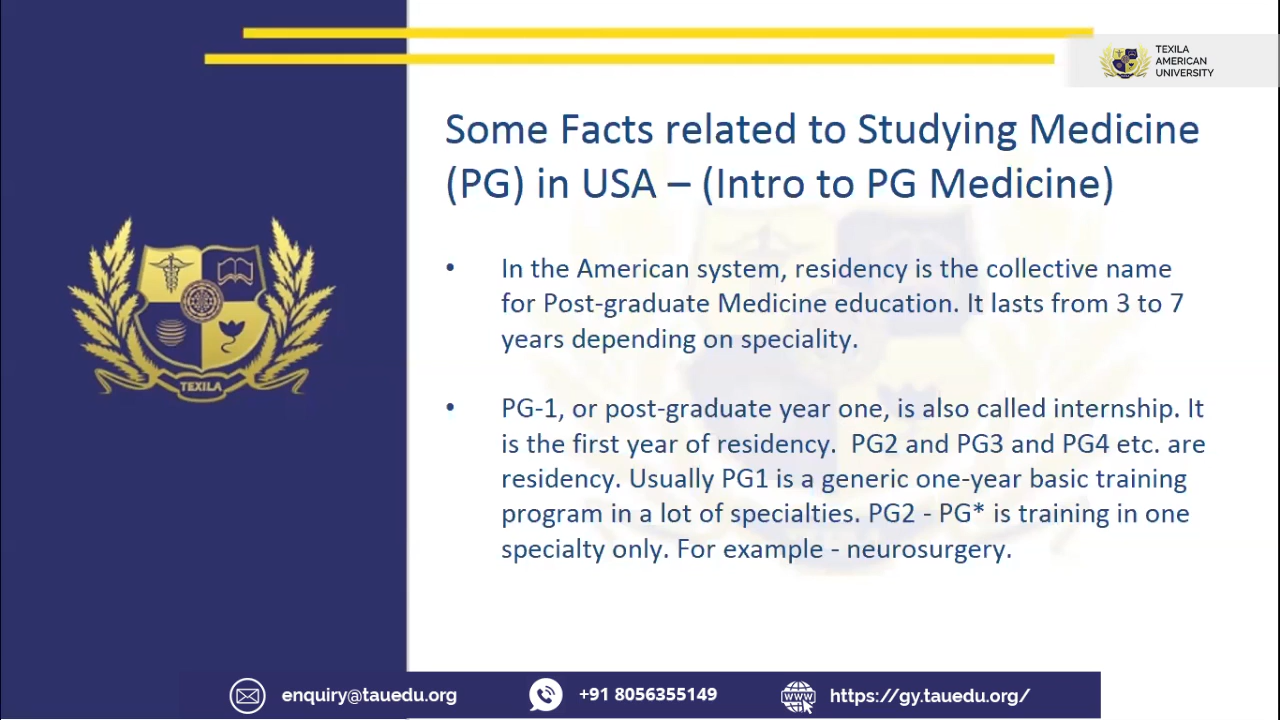 TEXILA
AMERICAN
UNIVERSITY
Some Facts related to Studying Medicine
(PG) in USA – (Intro to PG Medicine)
• In the American system, residency is the collective name
for Post-graduate Medicine education. It lasts from 3 to 7
years depending on speciality.
• PG-1, or post-graduate year one, is also called internship. It
is the first year of residency.  PG2 and PG3 and PG4 etc. are
residency. Usually PG1 is a generic one-year basic training
program in a lot of specialties. PG2 - PG* is training in one
specialty only. For example - neurosurgery.
TEXILA
enquiry@tauedu.org
+91 8056355149
WWW
https://gy.tauedu.org/